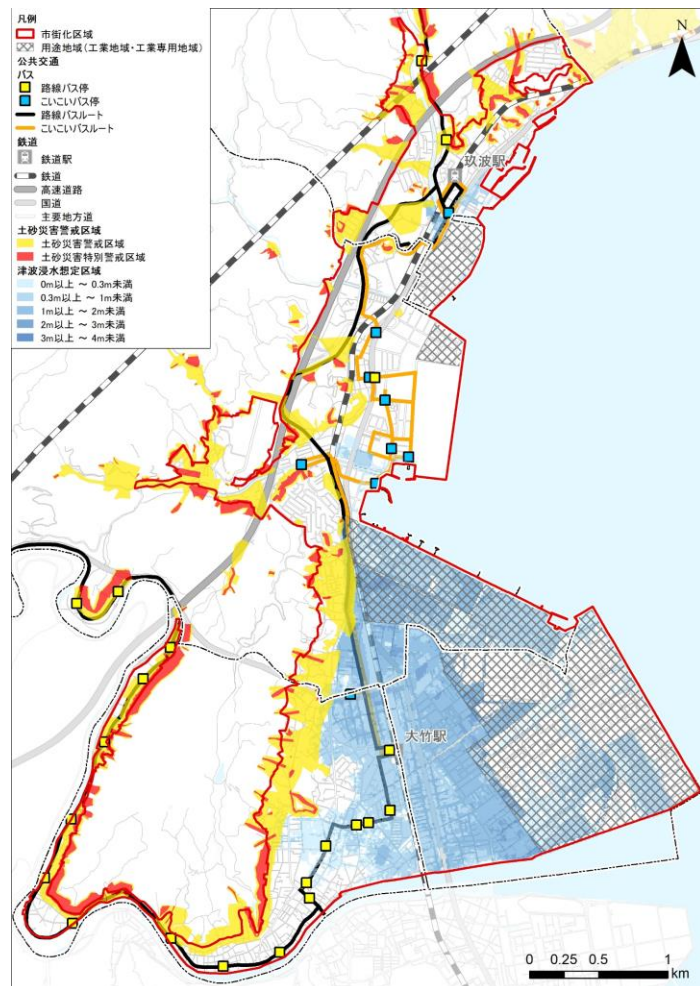 凡例
市街化区域
用途地域(工業地域・工業専用地域)
公共交通
バス
路線バス停
こいこいバス停
路線バスルート
こいこいバスルート
鉄道
鉄道駅
鉄道
高速道路
国道
主要地方道
土砂災害警戒区域
土砂災害警戒区域
土砂災害特別警戒区域
津波浸水想定区域
0m以上 ~ 0.3m未満
0.3m以上 ~ 1m未満
1m以上 ~ 2m未満
2m以上 ~ 3m未満
3m以上 ~ 4m未満
N
玖波駅
大竹駅
0 0.25 0.5 1
km